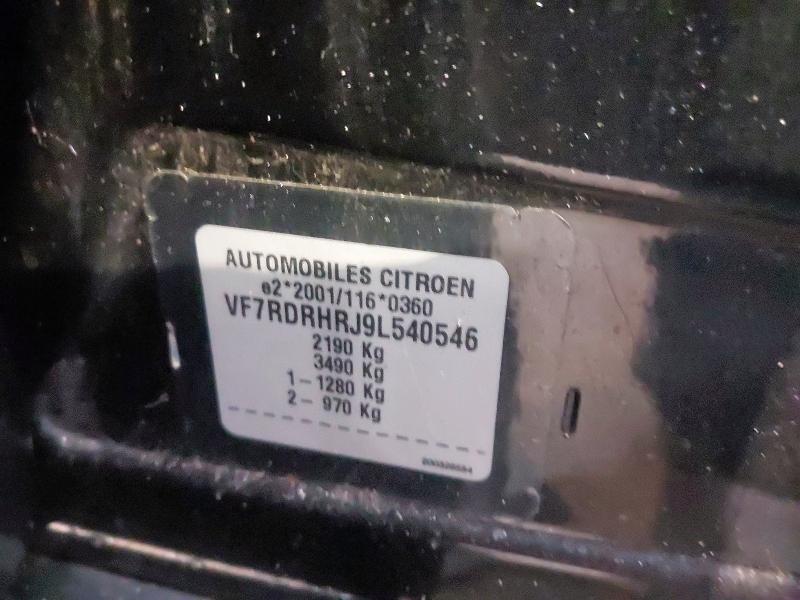 AUTOMOBILES CITROEN
e2*2001/116*0360
VF7RDRHRJ9L540546
2190 Kg
3490 Kg
1- 1280 Kg
2- 970 Kg